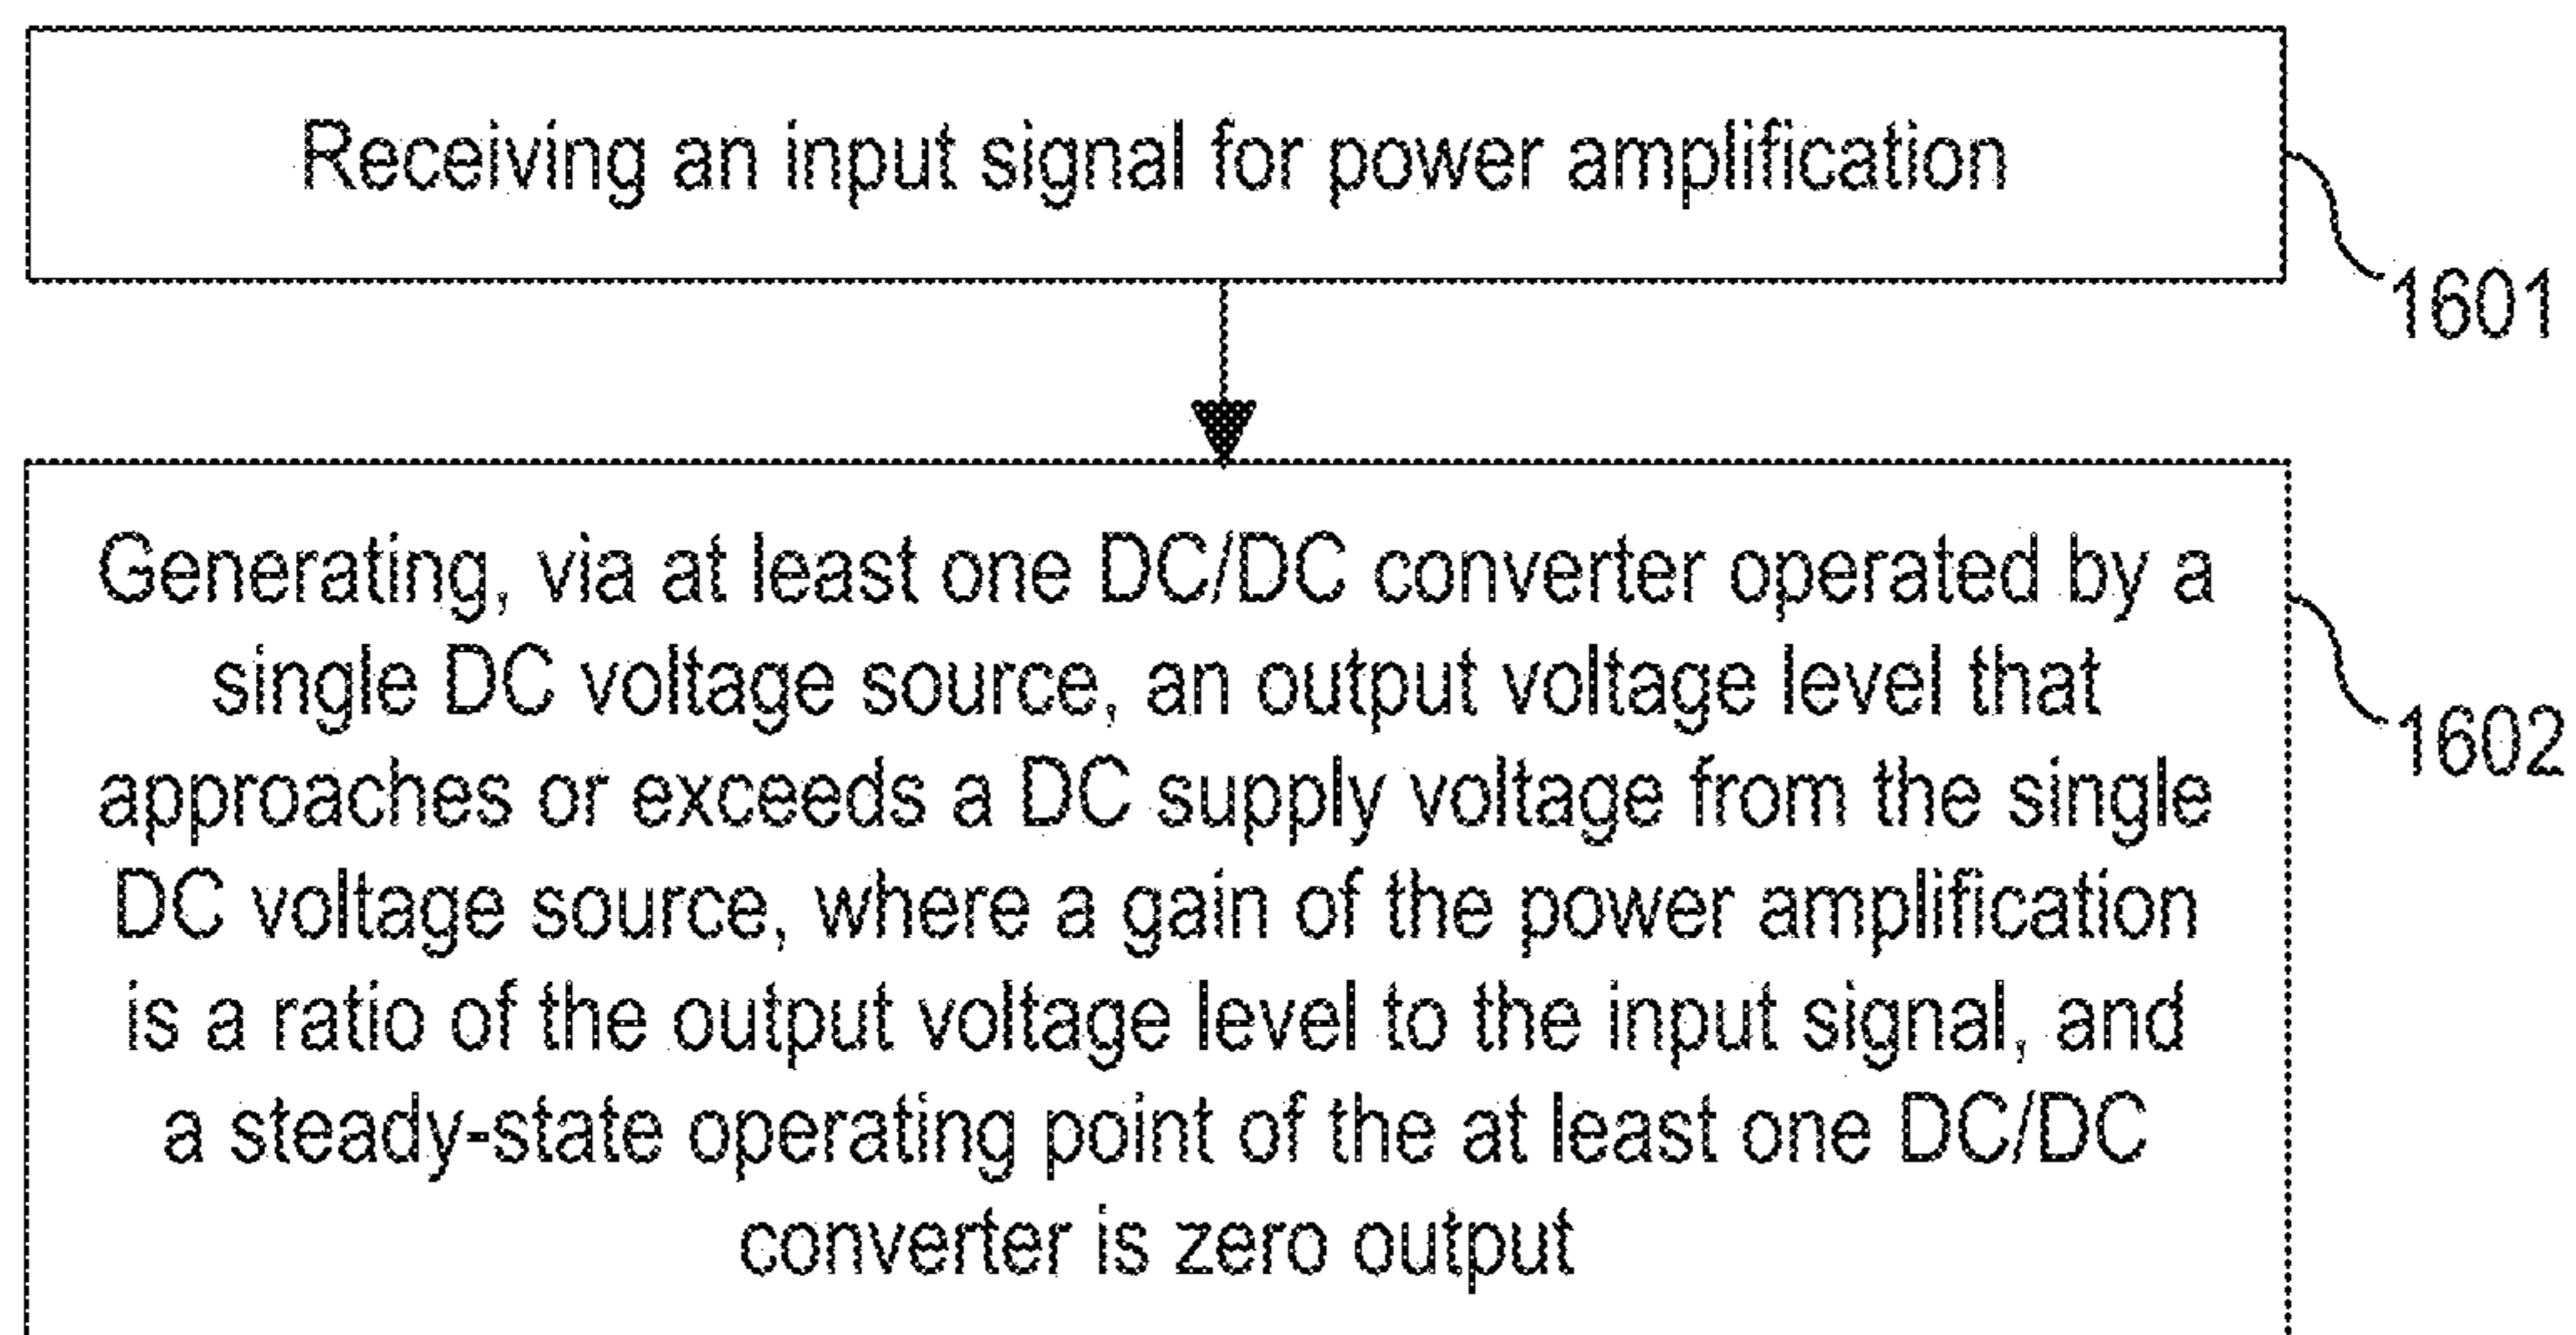 Receiving an input signal for power amplification
1601
Generating, via at least one DC/DC converter operated by a
single DC voltage source, an output voltage level that
approaches or exceeds a DC supply voltage from the single
DC voltage source, where a gain of the power amplification
is a ratio of the output voltage level to the input signal, and
a steady-state operating point of the at least one DC/DC
converter is zero output
1602